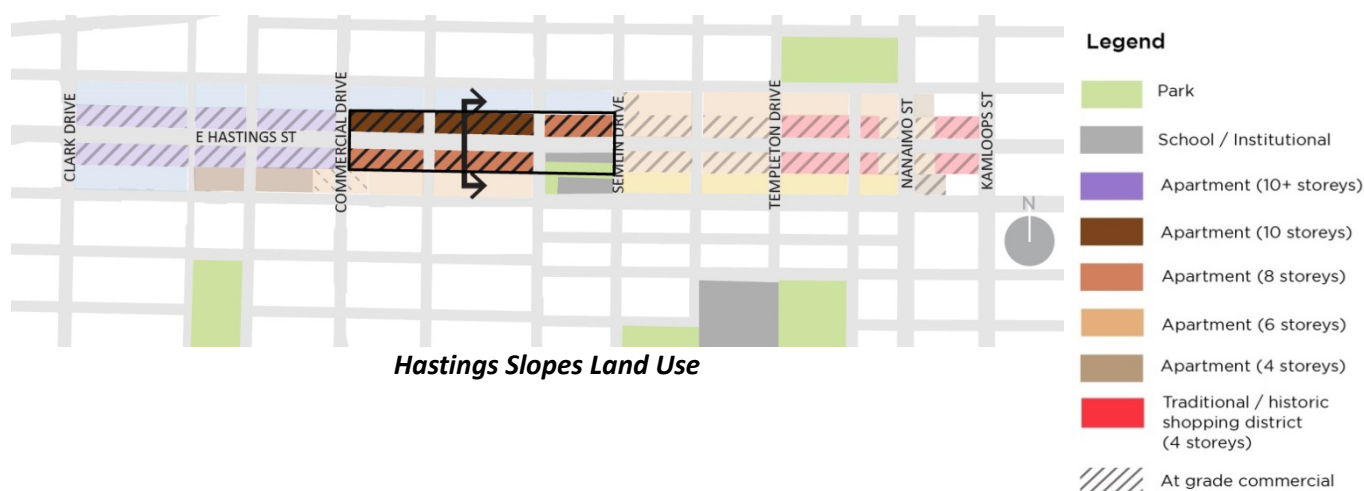 CLARK DRIVE
E HASTINGS ST
COMMERCIAL DRIVE
SEMLIN DRIVE
TEMPLETON DRIVE
NANAIMO ST
KAMLOOPS ST
N
Hastings Slopes Land Use
Legend
Park
School / Institutional
Apartment (10+ storeys)
Apartment (10 storeys)
Apartment (8 storeys)
Apartment (6 storeys)
Apartment (4 storeys)
Traditional / historic
shopping district
(4 storeys)
At grade commercial